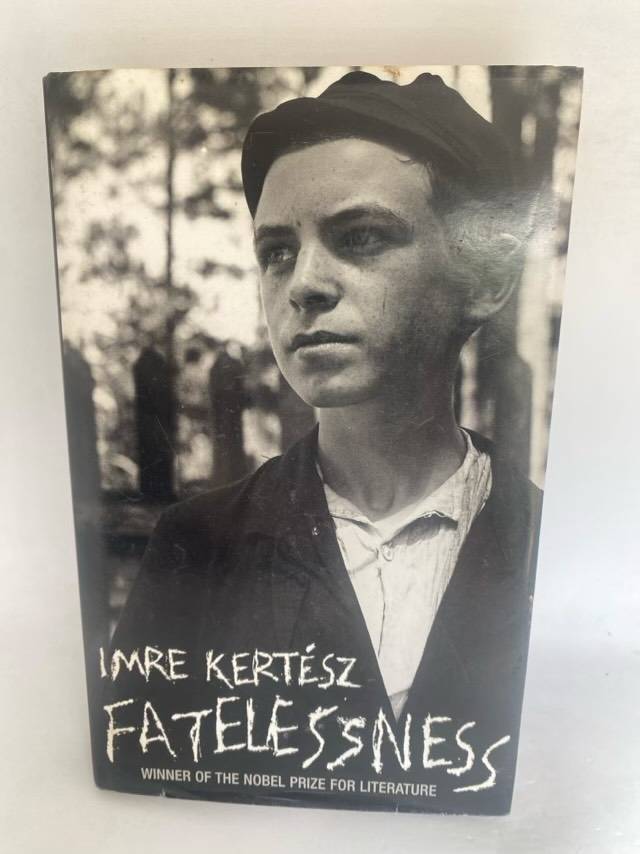 IMRE KERTÉSZ
FATELESSNESS
WINNER OF THE NOBEL PRIZE FOR LITERATURE